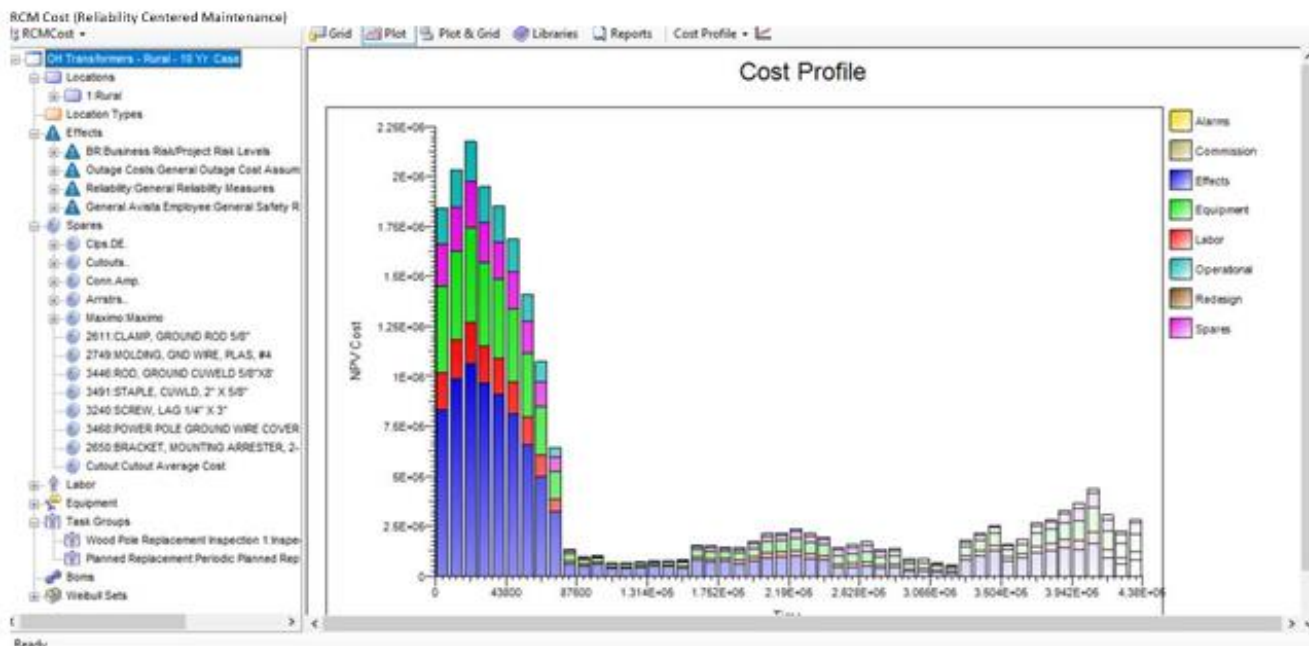 RCM Cost (Reliability Centered Maintenance)
RCMCost
Grid Plot Plot & Grid Libraries Reports Cost Profile
OH Transformers - Rural - 10 Yr. Case
Locations
1:Rural
Location Types
Effects
BR:Business Risk/Project Risk Levels
Outage Costs:General Outage Cost Assum
Reliability:General Reliability Measures
General Avista Employee:General Safety R
Spares
Clps.DE.
Cutouts..
Conn.Amp.
Arrstrs..
Maximo:Maximo
2611:CLAMP, GROUND ROD 5/8"
2749:MOLDING, GND WIRE, PLAS, #4
3446:ROD, GROUND CUWELD 5/8"X8'
3491:STAPLE, CUWLD, 2" X 5/8"
3240:SCREW, LAG 1/4" X 3"
3468:POWER POLE GROUND WIRE COVER
2650:BRACKET, MOUNTING ARRESTER, 2-
Cutout:Cutout Average Cost
Labor
Equipment
Task Groups
Wood Pole Replacement Inspection 1:Inspe
Planned Replacement Periodic:Planned Rep
Boms
Weibull Sets
Ready
Cost Profile
NPV Cost
2.25E+06
2E+06
1.75E+06
1.5E+06
1.25E+06
1E+06
7.5E+05
5E+05
2.5E+05
0
0 43800 87600 1.314E+05 1.752E+05 2.19E+05 2.628E+05 3.066E+05 3.504E+05 3.942E+05 4.38E+05
Alarms
Commission
Effects
Equipment
Labor
Operational
Redesign
Spares